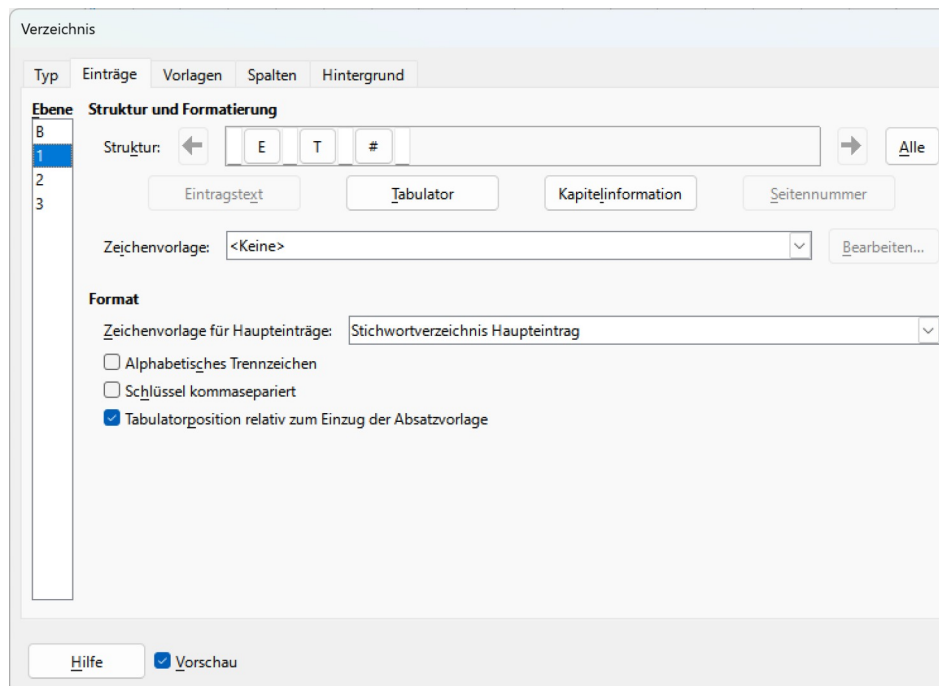 Verzeichnis
Typ Einträge Vorlagen Spalten Hintergrund
Ebene Struktur und Formatierung
B
1
2
3
Struktur: E T # Alle
Eintragstext Tabulator Kapitelinformation Seitennummer
Zeichenvorlage: <Keine> Bearbeiten...
Format
Zeichenvorlage für Haupteinträge: Stichwortverzeichnis Haupteintrag
Alphabetisches Trennzeichen
Schlüssel kommasepariert
Tabulatorposition relativ zum Einzug der Absatzvorlage
Hilfe Vorschau